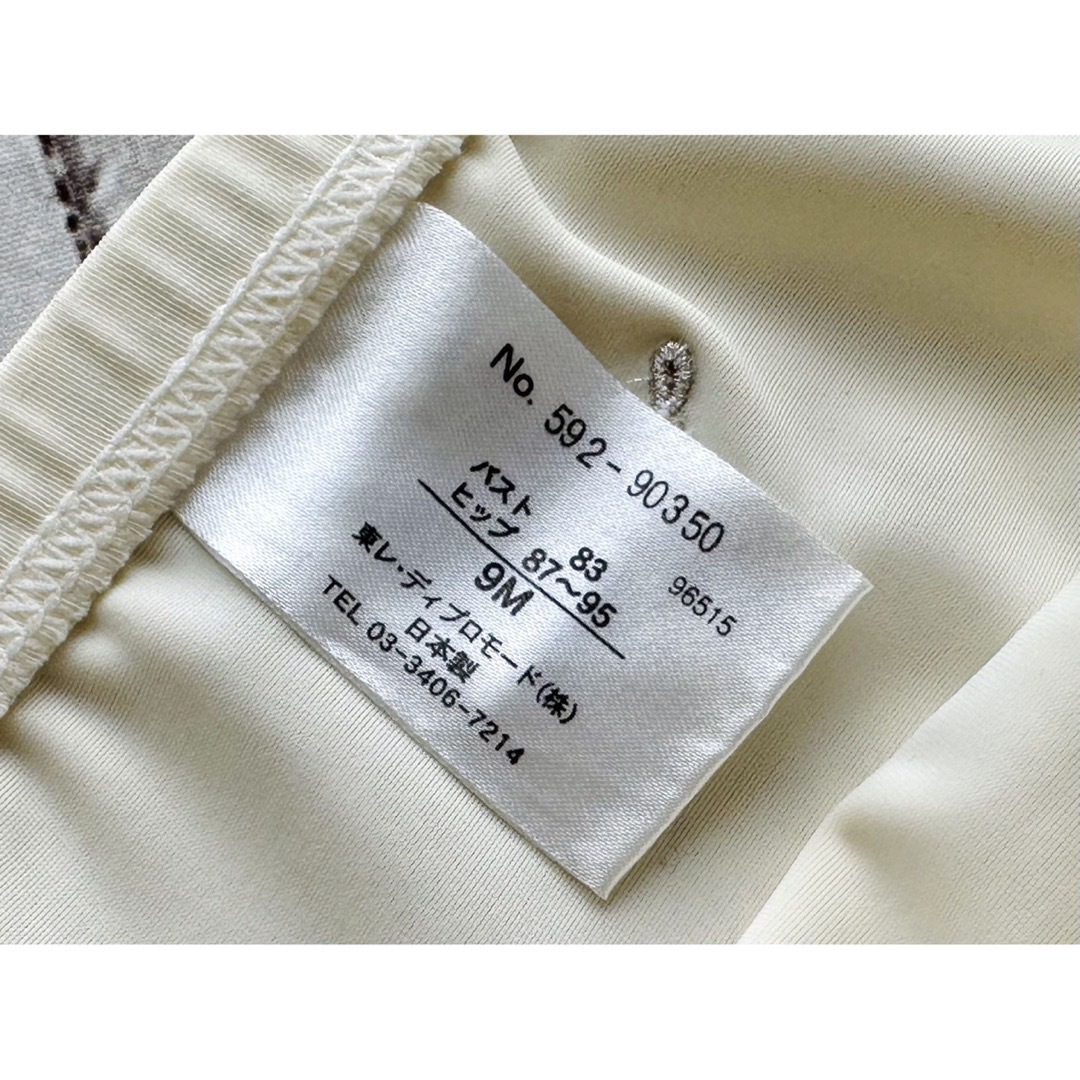 No. 592-90350
バスト 83
ヒップ 87〜95
9M
96515
東レ・ディプロモード(株)
日本製
TEL 03-3406-7214